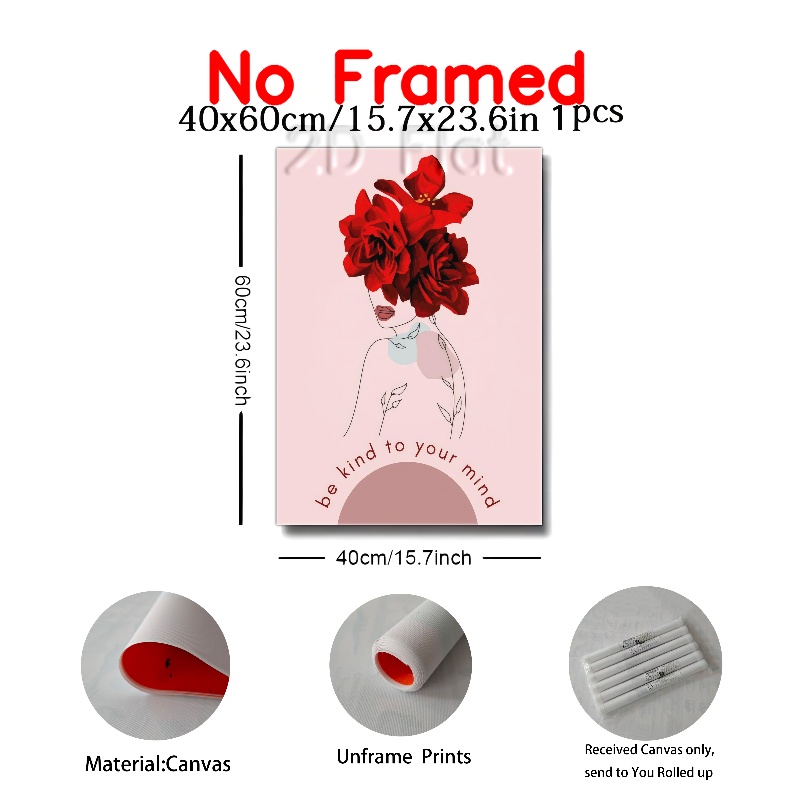 No Framed
40x60cm/15.7x23.6in 1pcs
2D Flat
60cm/23.6inch
be kind to your mind
40cm/15.7inch
Material:Canvas
Unframe Prints
Received Canvas only,
send to You Rolled up